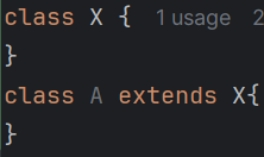 class X {  1 usage  2
}
class A extends X{
}